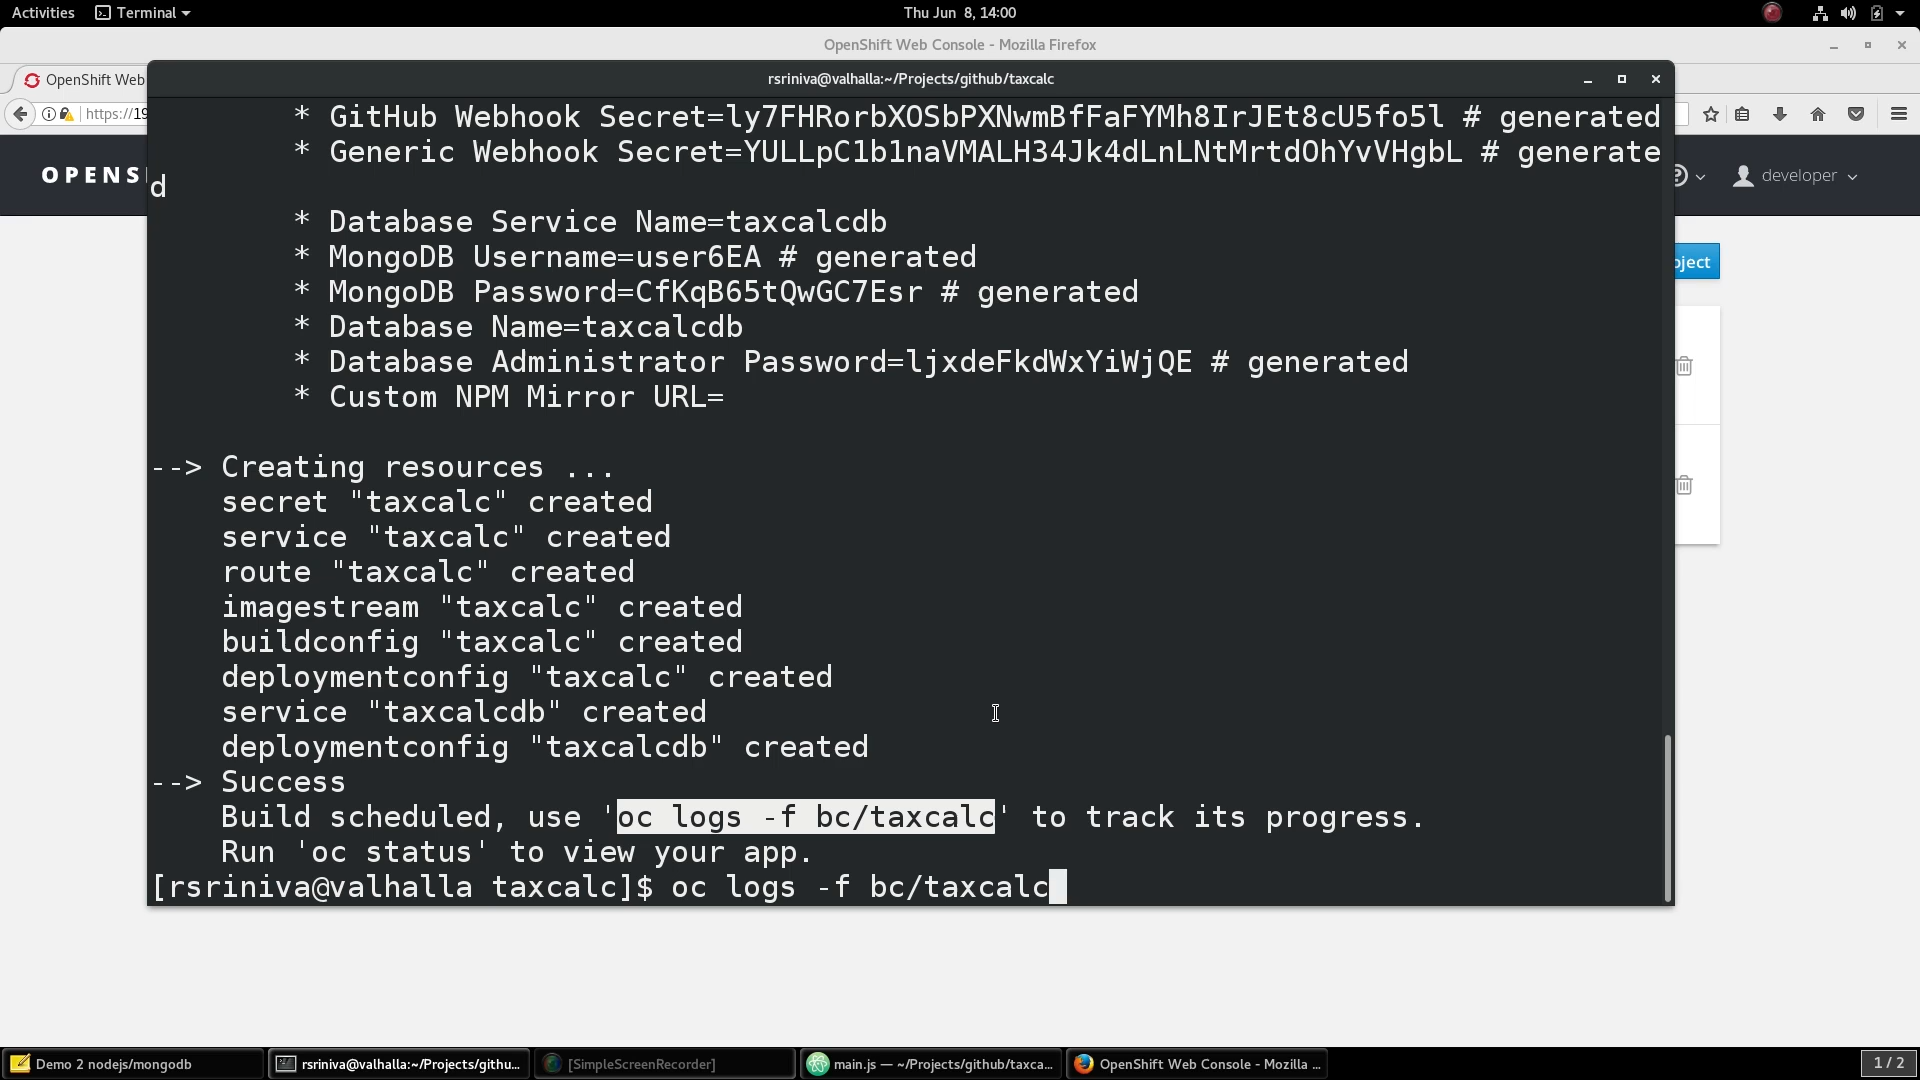 Activities Terminal Thu Jun 8, 14:00
OpenShift Web Console - Mozilla Firefox
OpenShift Web
rsriniva@valhalla:~/Projects/github/taxcalc
https://19
OPENS
developer
oject
* GitHub Webhook Secret=ly7FHRorbXOSbPXNwmBfFaFYMh8IrJEt8cU5fo5l # generated
* Generic Webhook Secret=YULLpC1b1naVMALH34Jk4dLnLNtMrtdOhYvVHgbL # generate
d
* Database Service Name=taxcalcdb
* MongoDB Username=user6EA # generated
* MongoDB Password=CfKqB65tQwGC7Esr # generated
* Database Name=taxcalcdb
* Database Administrator Password=ljxdeFkdWxYiWjQE # generated
* Custom NPM Mirror URL=
--> Creating resources ...
secret "taxcalc" created
service "taxcalc" created
route "taxcalc" created
imagestream "taxcalc" created
buildconfig "taxcalc" created
deploymentconfig "taxcalc" created
service "taxcalcdb" created
deploymentconfig "taxcalcdb" created
--> Success
Build scheduled, use 'oc logs -f bc/taxcalc' to track its progress.
Run 'oc status' to view your app.
[rsriniva@valhalla taxcalc]$ oc logs -f bc/taxcalc
Demo 2 nodejs/mongodb rsriniva@valhalla:~/Projects/githu... [SimpleScreenRecorder] main.js — ~/Projects/github/taxca... OpenShift Web Console - Mozilla ... 1 / 2